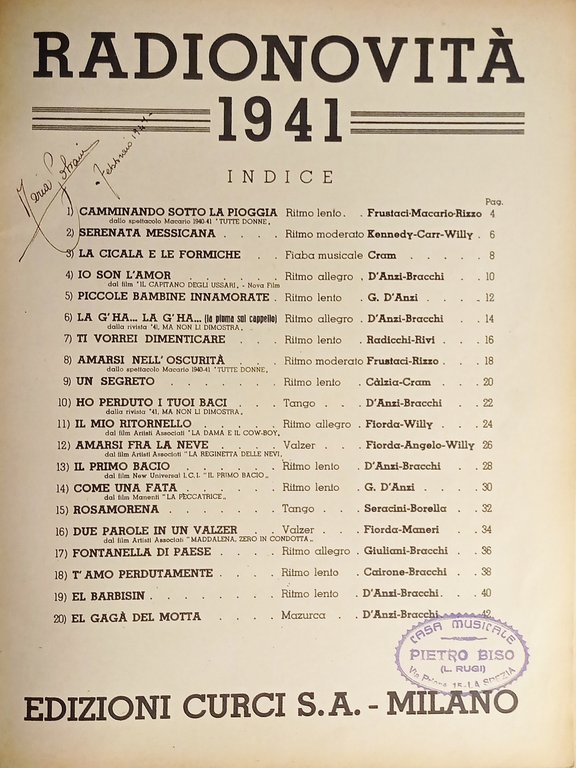 RADIONOVITÀ
1941
Maria
Febbraio 1941
INDICE
Pag.
1) CAMMINANDO SOTTO LA PIOGGIA Ritmo lento . . Frustaci-Macario-Rizzo 4
dallo spettacolo Macario 1940-41 "TUTTE DONNE„
2) SERENATA MESSICANA . . . . Ritmo moderato Kennedy-Carr-Willy . 6
3) LA CICALA E LE FORMICHE . . Fiaba musicale Cram . . . . 8
4) IO SON L'AMOR . . . . . Ritmo allegro . D'Anzi-Bracchi . . 10
dal film "IL CAPITANO DEGLI USSARI„ - Nova Film
5) PICCOLE BAMBINE INNAMORATE . Ritmo lento . G. D'Anzi . . . 12
6) LA G'HA... LA G'HA... (la piuma sul cappello) Ritmo allegro . D'Anzi-Bracchi . . 14
dalla rivista "41, MA NON LI DIMOSTRA„
7) TI VORREI DIMENTICARE . . . Ritmo lento . Radicchi-Rivi . . 16
8) AMARSI NELL'OSCURITÀ . . . . Ritmo moderato Frustaci-Rizzo . . 18
dallo spettacolo Macario 1940-41 "TUTTE DONNE„
9) UN SEGRETO . . . . . . Ritmo lento . Càlzia-Cram . . . 20
10) HO PERDUTO I TUOI BACI . . . Tango . . . D'Anzi-Bracchi . . 22
dalla rivista "41, MA NON LI DIMOSTRA„
11) IL MIO RITORNELLO . . . . Ritmo allegro . Fiorda-Willy . . . 24
dal film Artisti Associati "LA DAMA E IL COW-BOY„
12) AMARSI FRA LA NEVE . . . . Valzer . . . Fiorda-Angelo-Willy 26
dal film Artisti Associati "LA REGINETTA DELLE NEVI„
13) IL PRIMO BACIO . . . . . Ritmo lento . D'Anzi-Bracchi . . 28
dal film New Universal I.C.I. "IL PRIMO BACIO„
14) COME UNA FATA . . . . . Ritmo lento . G. D'Anzi . . . 30
dal film Manenti "LA PECCATRICE„
15) ROSAMORENA . . . . . . Tango . . . Seracini-Borella . . 32
16) DUE PAROLE IN UN VALZER . . Valzer . . . Fiorda-Maneri . . 34
dal film Artisti Associati "MADDALENA, ZERO IN CONDOTTA„
17) FONTANELLA DI PAESE . . . . Ritmo allegro . Giuliani-Bracchi . . 36
18) T'AMO PERDUTAMENTE . . . . Ritmo lento . Cairone-Bracchi . . 38
19) EL BARBISIN . . . . . . Ritmo lento . D'Anzi-Bracchi . . 40
20) EL GAGÀ DEL MOTTA . . . . Mazurca . . D'Anzi-Bracchi . . 42
CASA MUSICALE
PIETRO BISO
(L. RUGI)
Via Prione 15 - LA SPEZIA
EDIZIONI CURCI S.A. - MILANO